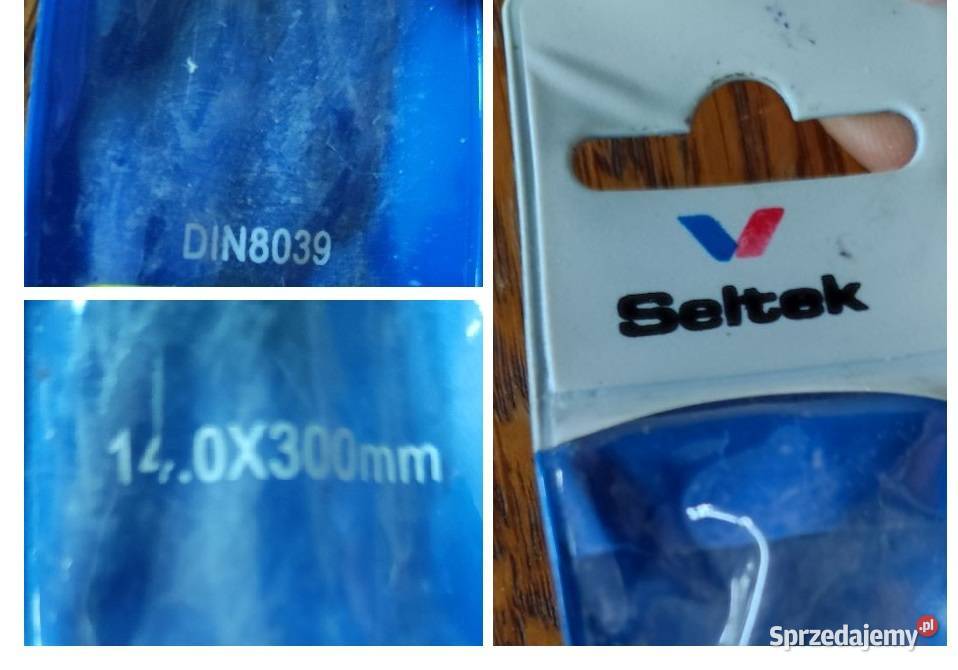 DIN8039
14.0X300mm
Seltek
Sprzedajemy.pl